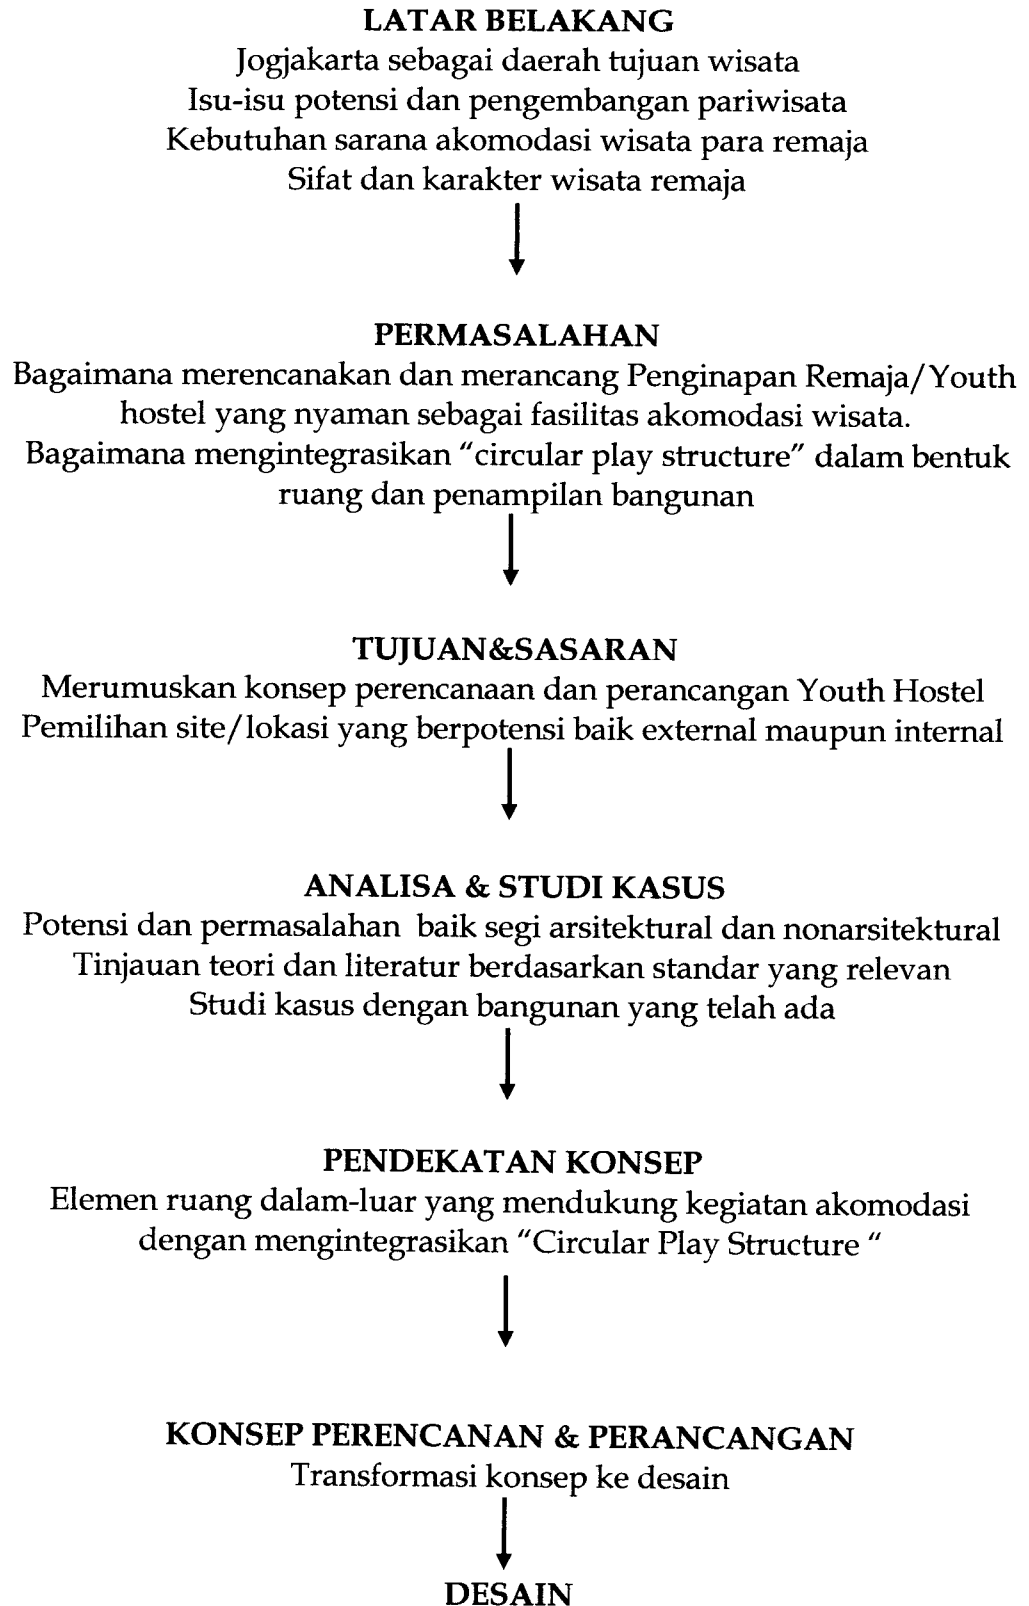 LATAR BELAKANG
Jogjakarta sebagai daerah tujuan wisata
Isu-isu potensi dan pengembangan pariwisata
Kebutuhan sarana akomodasi wisata para remaja
Sifat dan karakter wisata remaja
PERMASALAHAN
Bagaimana merencanakan dan merancang Penginapan Remaja/Youth
hostel yang nyaman sebagai fasilitas akomodasi wisata.
Bagaimana mengintegrasikan "circular play structure" dalam bentuk
ruang dan penampilan bangunan
TUJUAN&SASARAN
Merumuskan konsep perencanaan dan perancangan Youth Hostel
Pemilihan site/lokasi yang berpotensi baik external maupun internal
ANALISA & STUDI KASUS
Potensi dan permasalahan  baik segi arsitektural dan nonarsitektural
Tinjauan teori dan literatur berdasarkan standar yang relevan
Studi kasus dengan bangunan yang telah ada
PENDEKATAN KONSEP
Elemen ruang dalam-luar yang mendukung kegiatan akomodasi
dengan mengintegrasikan "Circular Play Structure "
KONSEP PERENCANAN & PERANCANGAN
Transformasi konsep ke desain
DESAIN